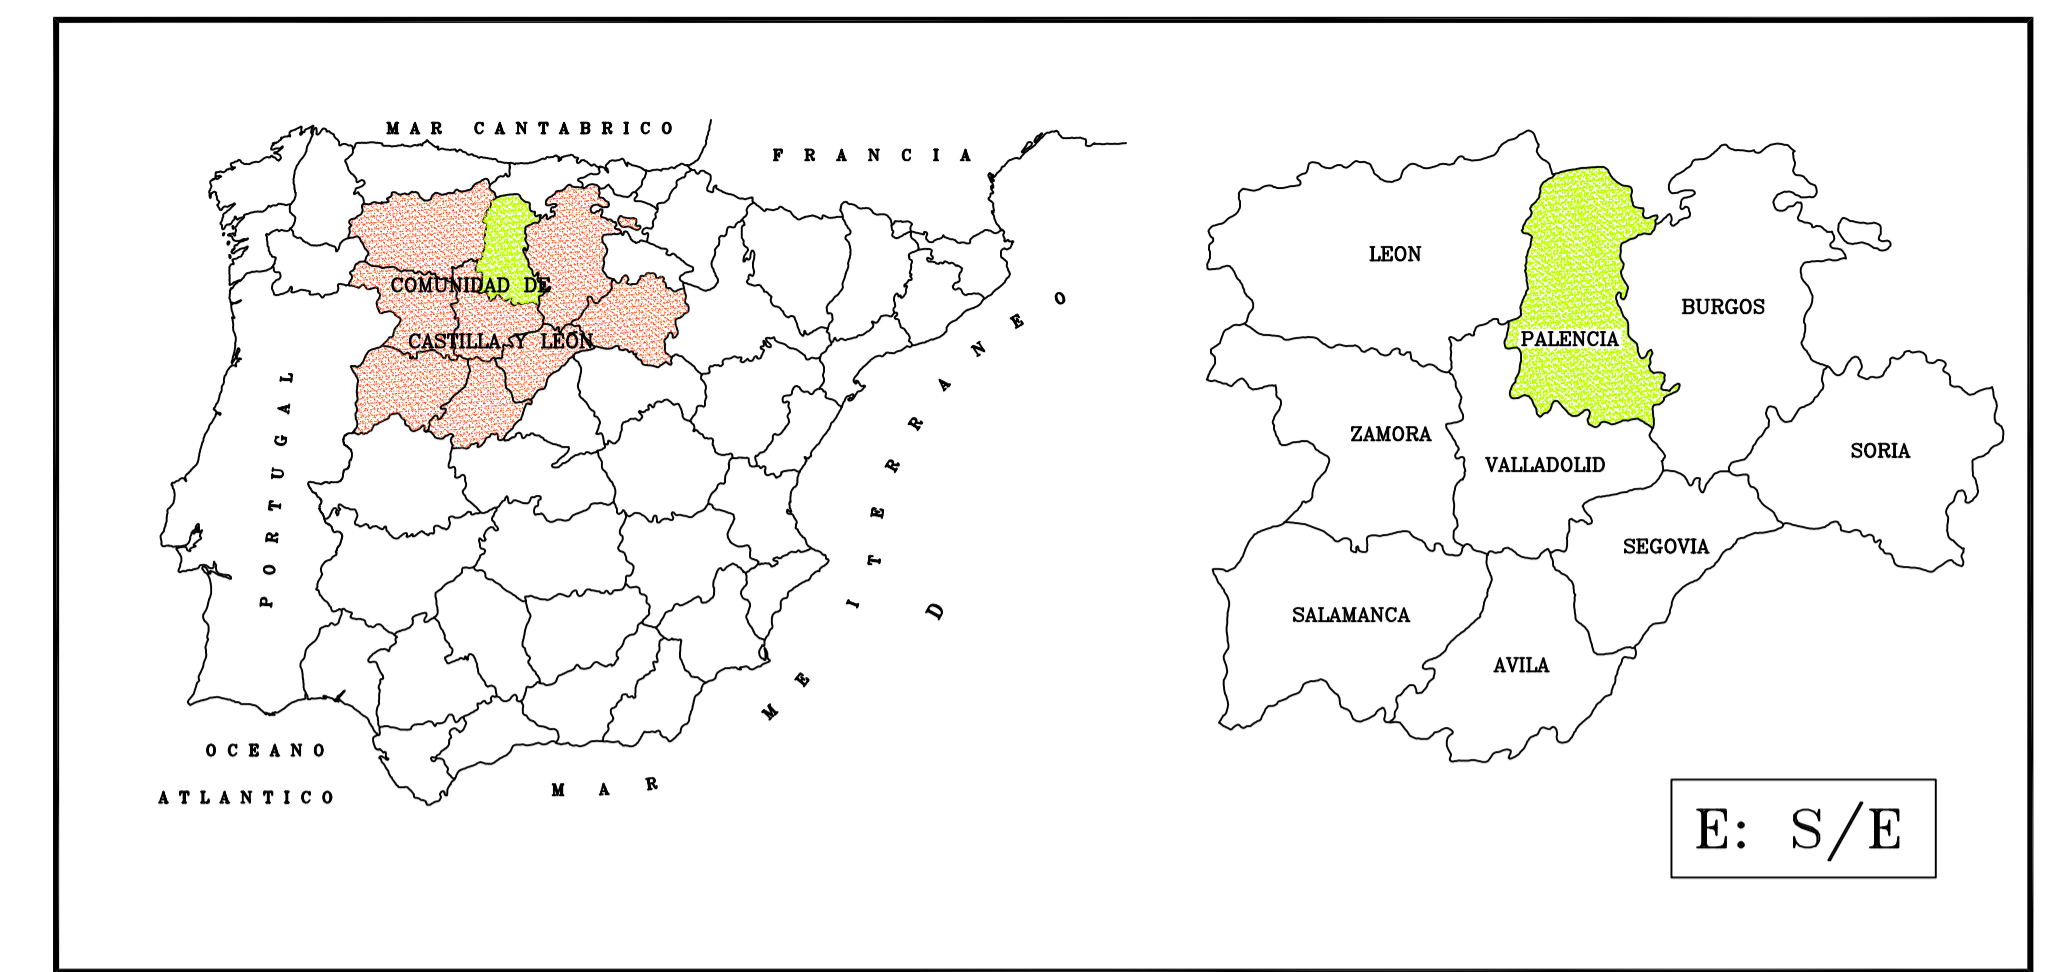 MAR CANTABRICO
FRANCIA
COMUNIDAD DE
CASTILLA Y LEÓN
PORTUGAL
OCEANO
ATLANTICO
MAR
MEDITERRANEO
LEON
PALENCIA
BURGOS
ZAMORA
VALLADOLID
SORIA
SEGOVIA
SALAMANCA
AVILA
E: S/E